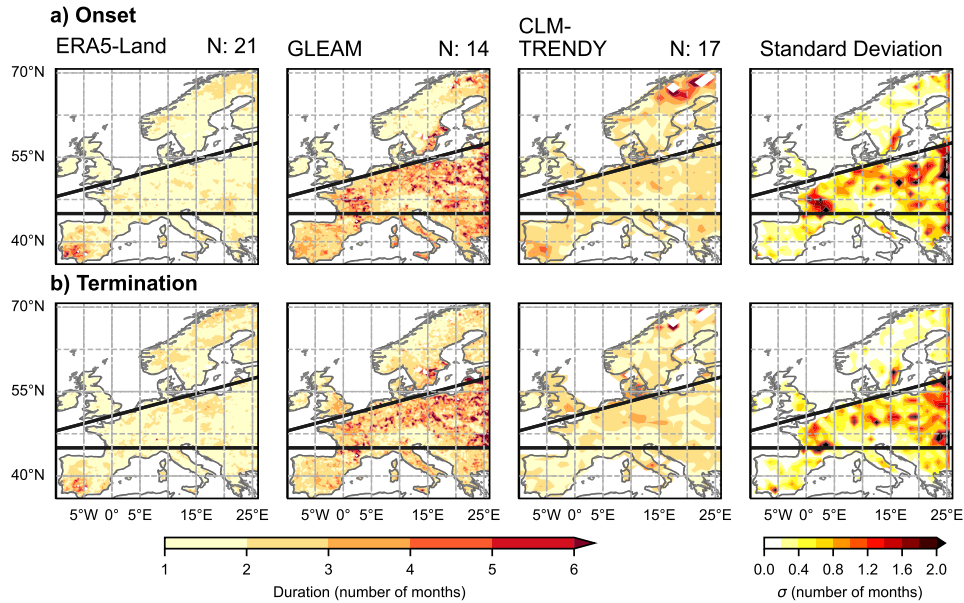 a) Onset
ERA5-Land N: 21
GLEAM N: 14
CLM-
TRENDY N: 17
Standard Deviation
70°N
55°N
40°N
b) Termination
70°N
55°N
40°N
5°W 0° 5°E 15°E 25°E
5°W 0° 5°E 15°E 25°E
5°W 0° 5°E 15°E 25°E
5°W 0° 5°E 15°E 25°E
1 2 3 4 5 6
Duration (number of months)
0.0 0.4 0.8 1.2 1.6 2.0
σ (number of months)